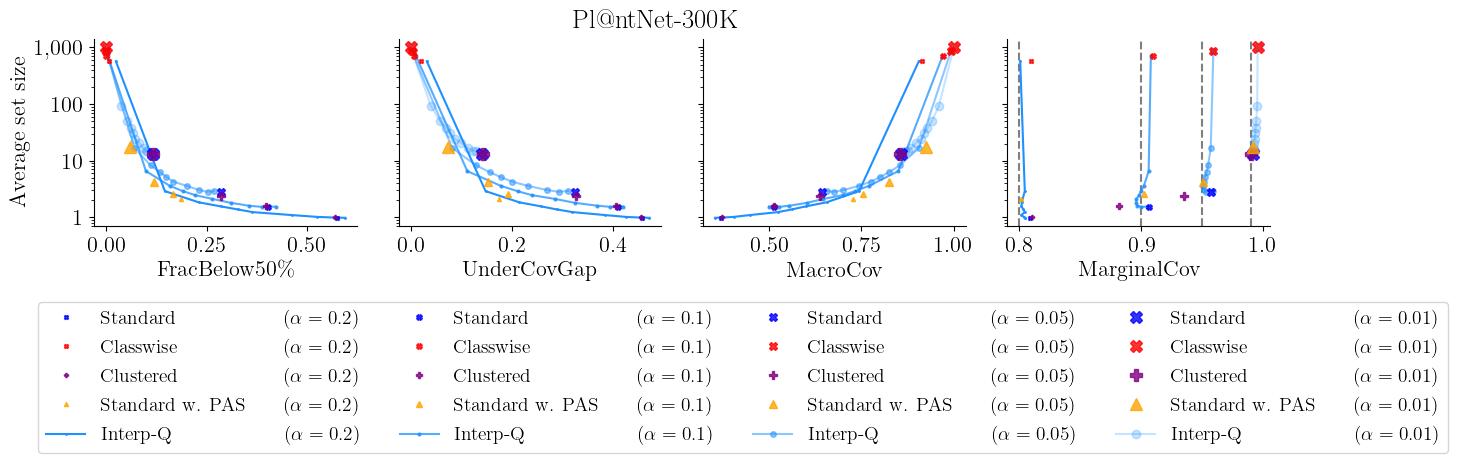 Pl@ntNet-300K
Average set size
1,000
100
10
1
0.00 0.25 0.50
FracBelow50%
0.0 0.2 0.4
UnderCovGap
0.50 0.75 1.00
MacroCov
0.8 0.9 1.0
MarginalCov
Standard (α = 0.2) Standard (α = 0.1) Standard (α = 0.05) Standard (α = 0.01)
Classwise (α = 0.2) Classwise (α = 0.1) Classwise (α = 0.05) Classwise (α = 0.01)
Clustered (α = 0.2) Clustered (α = 0.1) Clustered (α = 0.05) Clustered (α = 0.01)
Standard w. PAS (α = 0.2) Standard w. PAS (α = 0.1) Standard w. PAS (α = 0.05) Standard w. PAS (α = 0.01)
Interp-Q (α = 0.2) Interp-Q (α = 0.1) Interp-Q (α = 0.05) Interp-Q (α = 0.01)